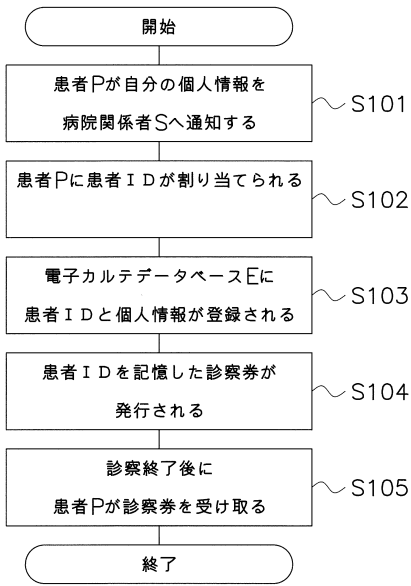 開始
患者Pが自分の個人情報を
病院関係者Sへ通知する
S101
患者Pに患者ＩＤが割り当てられる
S102
電子カルテデータベースEに
患者ＩＤと個人情報が登録される
S103
患者ＩＤを記憶した診察券が
発行される
S104
診察終了後に
患者Pが診察券を受け取る
S105
終了